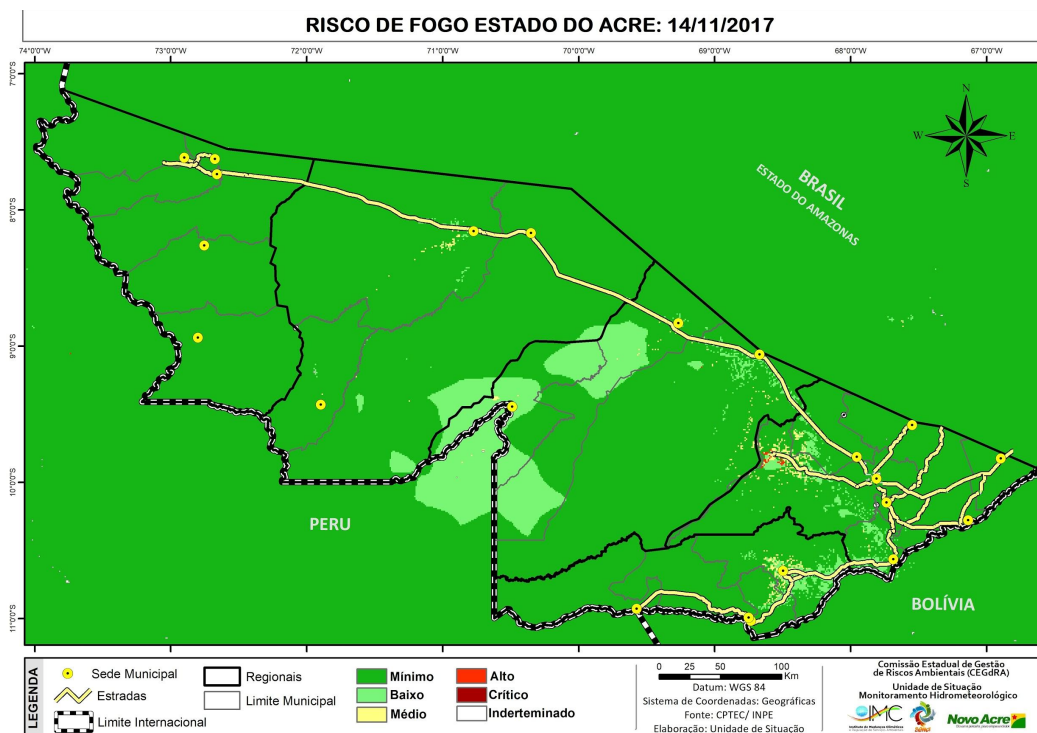 RISCO DE FOGO ESTADO DO ACRE: 14/11/2017
74°0'0"W 73°0'0"W 72°0'0"W 71°0'0"W 70°0'0"W 69°0'0"W 68°0'0"W 67°0'0"W
7°0'0"S
8°0'0"S
9°0'0"S
10°0'0"S
11°0'0"S
N
W E
S
BRASIL
ESTADO DO AMAZONAS
PERU
BOLÍVIA
LEGENDA
Sede Municipal
Estradas
Limite Internacional
Regionais
Limite Municipal
Mínimo
Baixo
Médio
Alto
Crítico
Inderteminado
0 25 50 100
Km
Datum: WGS 84
Sistema de Coordenadas: Geográficas
Fonte: CPTEC/ INPE
Elaboração: Unidade de Situação
Comissão Estadual de Gestão
de Riscos Ambientais (CEGdRA)
Unidade de Situação
Monitoramento Hidrometeorológico
IMC
Novo Acre